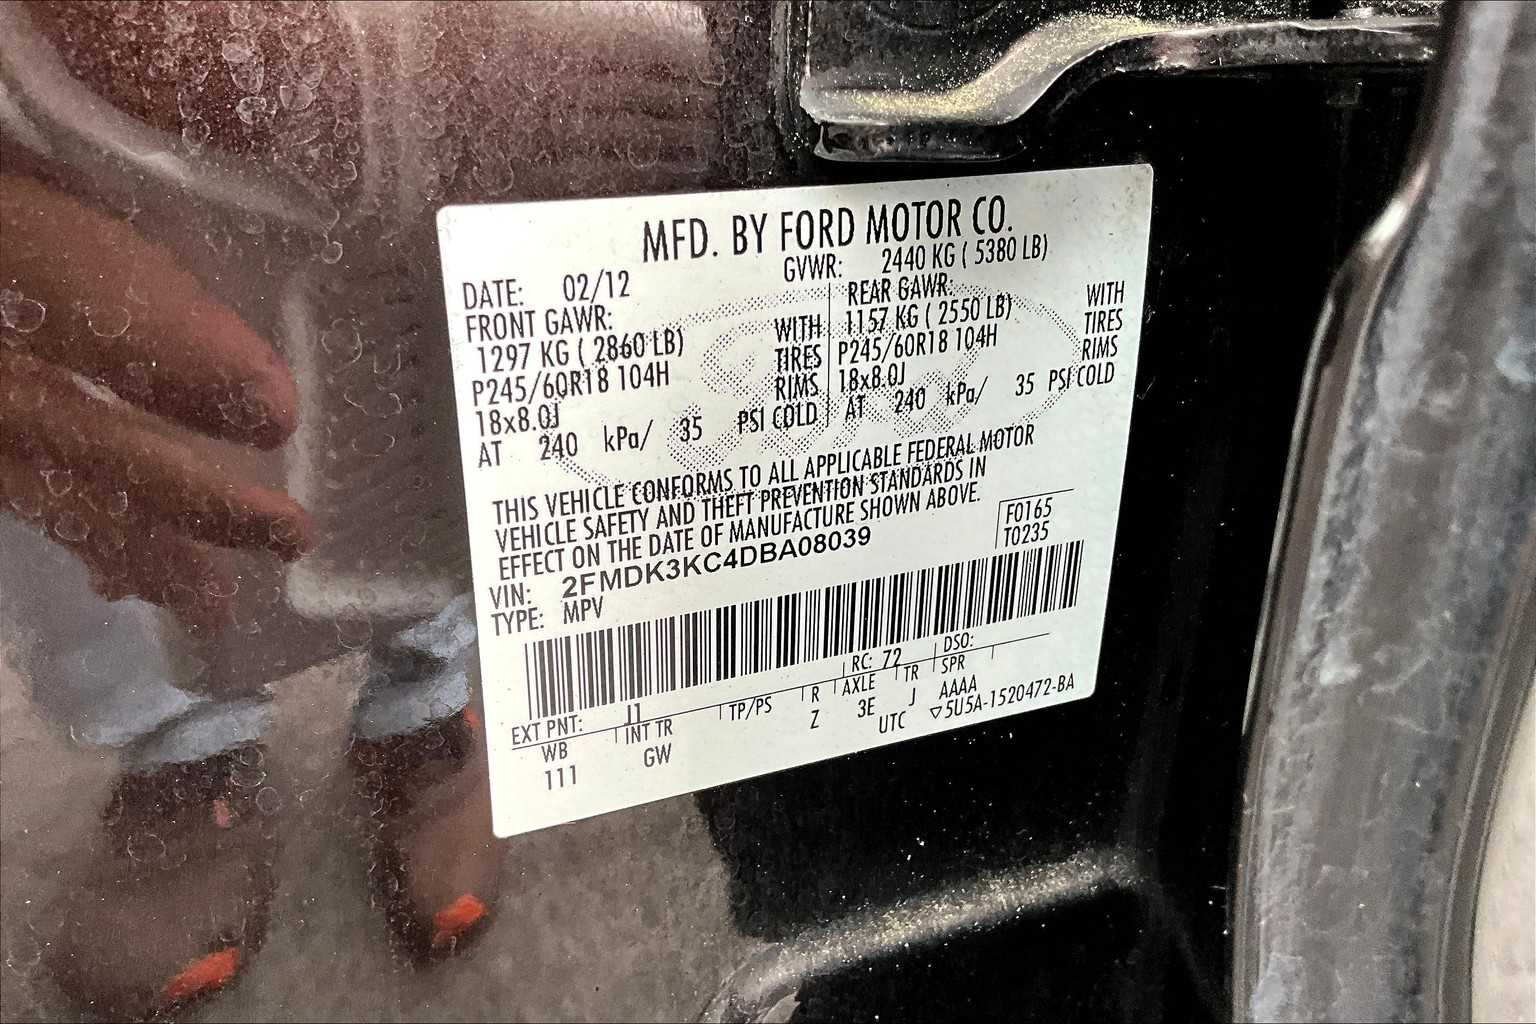 MFD. BY FORD MOTOR CO.
DATE: 02/12 GVWR: 2440 KG ( 5380 LB)
FRONT GAWR: REAR GAWR:
1297 KG ( 2860 LB) WITH 1157 KG ( 2550 LB) WITH
P245/60R18 104H TIRES P245/60R18 104H TIRES
18x8.0J RIMS 18x8.0J RIMS
AT 240 kPa/ 35 PSI COLD AT 240 kPa/ 35 PSI COLD
THIS VEHICLE CONFORMS TO ALL APPLICABLE FEDERAL MOTOR
VEHICLE SAFETY AND THEFT PREVENTION STANDARDS IN
EFFECT ON THE DATE OF MANUFACTURE SHOWN ABOVE.
F0165
T0235
VIN: 2FMDK3KC4DBA08039
TYPE: MPV
EXT PNT: J1 RC: 72 DSO:
WB INT TR TP/PS R AXLE TR SPR
111 GW Z 3E J AAAA
UTC ▽5U5A-1520472-BA